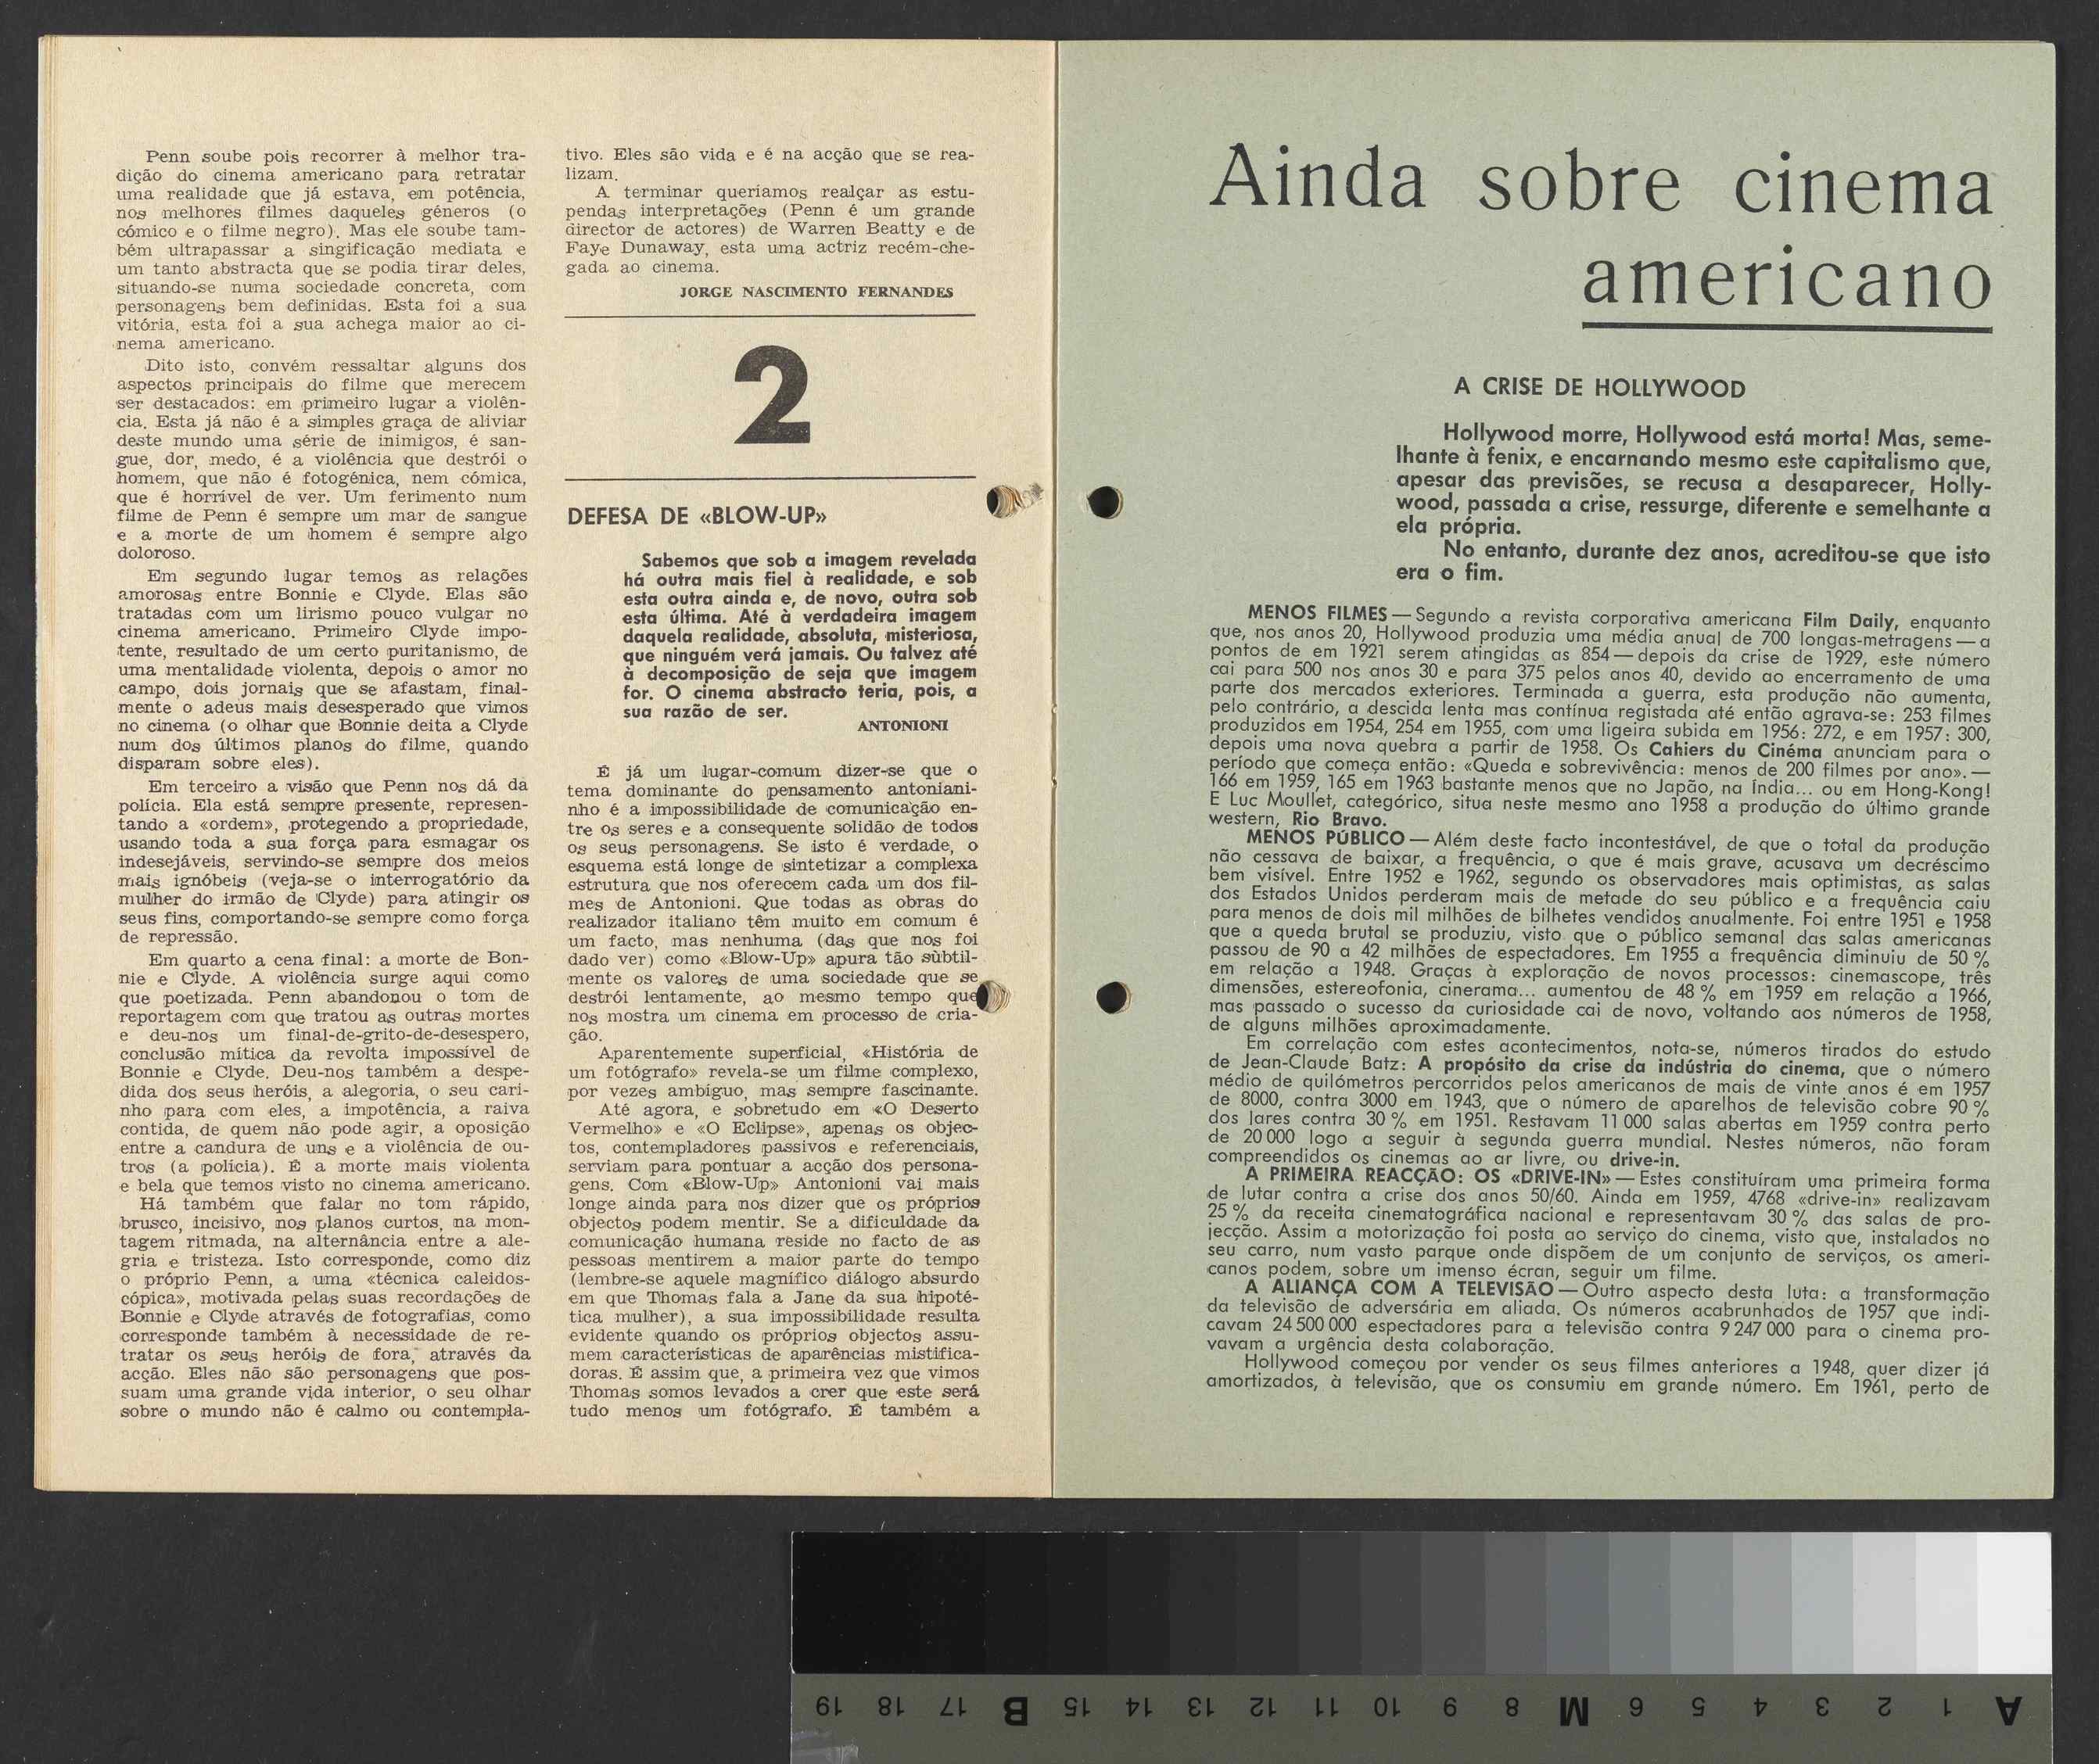 Penn soube pois recorrer à melhor tra-
dição do cinema americano para retratar
uma realidade que já estava, em potência,
nos melhores filmes daqueles géneros (o
cómico e o filme negro). Mas ele soube tam-
bém ultrapassar a singificação mediata e
um tanto abstracta que se podia tirar deles,
situando-se numa sociedade concreta, com
personagens bem definidas. Esta foi a sua
vitória, esta foi a sua achega maior ao ci-
nema americano.
Dito isto, convém ressaltar alguns dos
aspectos principais do filme que merecem
ser destacados: em primeiro lugar a violên-
cia. Esta já não é a simples graça de aliviar
deste mundo uma série de inimigos, é san-
gue, dor, medo, é a violência que destrói o
homem, que não é fotogénica, nem cómica,
que é horrível de ver. Um ferimento num
filme de Penn é sempre um mar de sangue
e a morte de um homem é sempre algo
doloroso.
Em segundo lugar temos as relações
amorosas entre Bonnie e Clyde. Elas são
tratadas com um lirismo pouco vulgar no
cinema americano. Primeiro Clyde impo-
tente, resultado de um certo puritanismo, de
uma mentalidade violenta, depois o amor no
campo, dois jornais que se afastam, final-
mente o adeus mais desesperado que vimos
no cinema (o olhar que Bonnie deita a Clyde
num dos últimos planos do filme, quando
disparam sobre eles).
Em terceiro a visão que Penn nos dá da
polícia. Ela está sempre presente, represen-
tando a «ordem», protegendo a propriedade,
usando toda a sua força para esmagar os
indesejáveis, servindo-se sempre dos meios
mais ignóbeis (veja-se o interrogatório da
mulher do irmão de Clyde) para atingir os
seus fins, comportando-se sempre como força
de repressão.
Em quarto a cena final: a morte de Bon-
nie e Clyde. A violência surge aqui como
que poetizada. Penn abandonou o tom de
reportagem com que tratou as outras mortes
e deu-nos um final-de-grito-de-desespero,
conclusão mítica da revolta impossível de
Bonnie e Clyde. Deu-nos também a despe-
dida dos seus heróis, a alegoria, o seu cari-
nho para com eles, a impotência, a raiva
contida, de quem não pode agir, a oposição
entre a candura de uns e a violência de ou-
tros (a polícia). É a morte mais violenta
e bela que temos visto no cinema americano.
Há também que falar no tom rápido,
brusco, incisivo, nos planos curtos, na mon-
tagem ritmada, na alternância entre a ale-
gria e tristeza. Isto corresponde, como diz
o próprio Penn, a uma «técnica caleidos-
cópica», motivada pelas suas recordações de
Bonnie e Clyde através de fotografias, como
corresponde também à necessidade de re-
tratar os seus heróis de fora, através da
acção. Eles não são personagens que pos-
suam uma grande vida interior, o seu olhar
sobre o mundo não é calmo ou contempla-
tivo. Eles são vida e é na acção que se rea-
lizam.
A terminar queríamos realçar as estu-
pendas interpretações (Penn é um grande
director de actores) de Warren Beatty e de
Faye Dunaway, esta uma actriz recém-che-
gada ao cinema.
JORGE NASCIMENTO FERNANDES
2
DEFESA DE «BLOW-UP»
Sabemos que sob a imagem revelada
há outra mais fiel à realidade, e sob
esta outra ainda e, de novo, outra sob
esta última. Até à verdadeira imagem
daquela realidade, absoluta, misteriosa,
que ninguém verá jamais. Ou talvez até
à decomposição de seja que imagem
for. O cinema abstracto teria, pois, a
sua razão de ser.
ANTONIONI
É já um lugar-comum dizer-se que o
tema dominante do pensamento antoniani-
nho é a impossibilidade de comunicação en-
tre os seres e a consequente solidão de todos
os seus personagens. Se isto é verdade, o
esquema está longe de sintetizar a complexa
estrutura que nos oferecem cada um dos fil-
mes de Antonioni. Que todas as obras do
realizador italiano têm muito em comum é
um facto, mas nenhuma (das que nos foi
dado ver) como «Blow-Up» apura tão sùbtil-
mente os valores de uma sociedade que se
destrói lentamente, ao mesmo tempo que
nos mostra um cinema em processo de cria-
ção.
Aparentemente superficial, «História de
um fotógrafo» revela-se um filme complexo,
por vezes ambíguo, mas sempre fascinante.
Até agora, e sobretudo em «O Deserto
Vermelho» e «O Eclipse», apenas os objec-
tos, contempladores passivos e referenciais,
serviam para pontuar a acção dos persona-
gens. Com «Blow-Up» Antonioni vai mais
longe ainda para nos dizer que os próprios
objectos podem mentir. Se a dificuldade da
comunicação humana reside no facto de as
pessoas mentirem a maior parte do tempo
(lembre-se aquele magnífico diálogo absurdo
em que Thomas fala a Jane da sua hipoté-
tica mulher), a sua impossibilidade resulta
evidente quando os próprios objectos assu-
mem características de aparências mistifica-
doras. É assim que, a primeira vez que vimos
Thomas somos levados a crer que este será
tudo menos um fotógrafo. É também a
Ainda sobre cinema
americano
A CRISE DE HOLLYWOOD
Hollywood morre, Hollywood está morta! Mas, seme-
lhante à fenix, e encarnando mesmo este capitalismo que,
apesar das previsões, se recusa a desaparecer, Holly-
wood, passada a crise, ressurge, diferente e semelhante a
ela própria.
No entanto, durante dez anos, acreditou-se que isto
era o fim.
MENOS FILMES — Segundo a revista corporativa americana Film Daily, enquanto
que, nos anos 20, Hollywood produzia uma média anual de 700 longas-metragens — a
pontos de em 1921 serem atingidas as 854 — depois da crise de 1929, este número
cai para 500 nos anos 30 e para 375 pelos anos 40, devido ao encerramento de uma
parte dos mercados exteriores. Terminada a guerra, esta produção não aumenta,
pelo contrário, a descida lenta mas contínua registada até então agrava-se: 253 filmes
produzidos em 1954, 254 em 1955, com uma ligeira subida em 1956: 272, e em 1957: 300,
depois uma nova quebra a partir de 1958. Os Cahiers du Cinéma anunciam para o
período que começa então: «Queda e sobrevivência: menos de 200 filmes por ano». —
166 em 1959, 165 em 1963 bastante menos que no Japão, na Índia... ou em Hong-Kong!
E Luc Moullet, categórico, situa neste mesmo ano 1958 a produção do último grande
western, Rio Bravo.
MENOS PÚBLICO — Além deste facto incontestável, de que o total da produção
não cessava de baixar, a frequência, o que é mais grave, acusava um decréscimo
bem visível. Entre 1952 e 1962, segundo os observadores mais optimistas, as salas
dos Estados Unidos perderam mais de metade do seu público e a frequência caiu
para menos de dois mil milhões de bilhetes vendidos anualmente. Foi entre 1951 e 1958
que a queda brutal se produziu, visto que o público semanal das salas americanas
passou de 90 a 42 milhões de espectadores. Em 1955 a frequência diminuiu de 50 %
em relação a 1948. Graças à exploração de novos processos: cinemascope, três
dimensões, estereofonia, cinerama... aumentou de 48 % em 1959 em relação a 1966,
mas passado o sucesso da curiosidade cai de novo, voltando aos números de 1958,
de alguns milhões aproximadamente.
Em correlação com estes acontecimentos, nota-se, números tirados do estudo
de Jean-Claude Batz: A propósito da crise da indústria do cinema, que o número
médio de quilómetros percorridos pelos americanos de mais de vinte anos é em 1957
de 8000, contra 3000 em 1943, que o número de aparelhos de televisão cobre 90 %
dos lares contra 30 % em 1951. Restavam 11 000 salas abertas em 1959 contra perto
de 20 000 logo a seguir à segunda guerra mundial. Nestes números, não foram
compreendidos os cinemas ao ar livre, ou drive-in.
A PRIMEIRA REACÇÃO: OS «DRIVE-IN» — Estes constituíram uma primeira forma
de lutar contra a crise dos anos 50/60. Ainda em 1959, 4768 «drive-in» realizavam
25 % da receita cinematográfica nacional e representavam 30 % das salas de pro-
jecção. Assim a motorização foi posta ao serviço do cinema, visto que, instalados no
seu carro, num vasto parque onde dispõem de um conjunto de serviços, os ameri-
canos podem, sobre um imenso écran, seguir um filme.
A ALIANÇA COM A TELEVISÃO — Outro aspecto desta luta: a transformação
da televisão de adversária em aliada. Os números acabrunhados de 1957 que indi-
cavam 24 500 000 espectadores para a televisão contra 9 247 000 para o cinema pro-
vavam a urgência desta colaboração.
Hollywood começou por vender os seus filmes anteriores a 1948, quer dizer já
amortizados, à televisão, que os consumiu em grande número. Em 1961, perto de
A 1 2 3 4 5 6 M 8 9 10 11 12 13 14 15 B 17 18 19